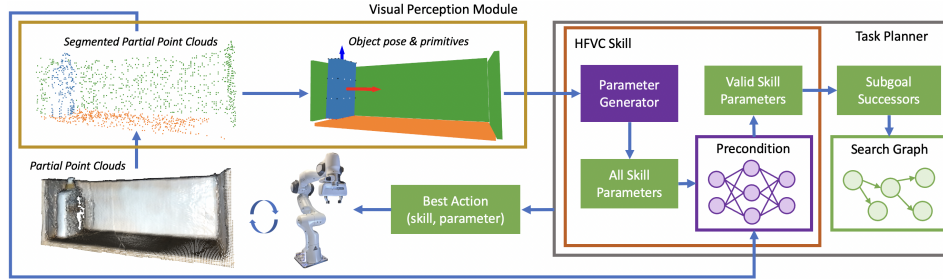 Visual Perception Module
Segmented Partial Point Clouds
Object pose & primitives
HFVC Skill
Task Planner
Parameter
Generator
Valid Skill
Parameters
Subgoal
Successors
Partial Point Clouds
All Skill
Parameters
Precondition
Search Graph
Best Action
(skill, parameter)